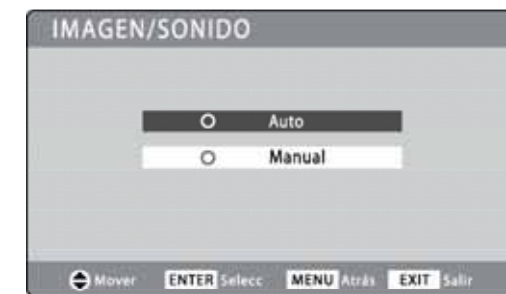 IMAGEN/SONIDO
Auto
Manual
Mover ENTER Selecc MENU Atrás EXIT Salir